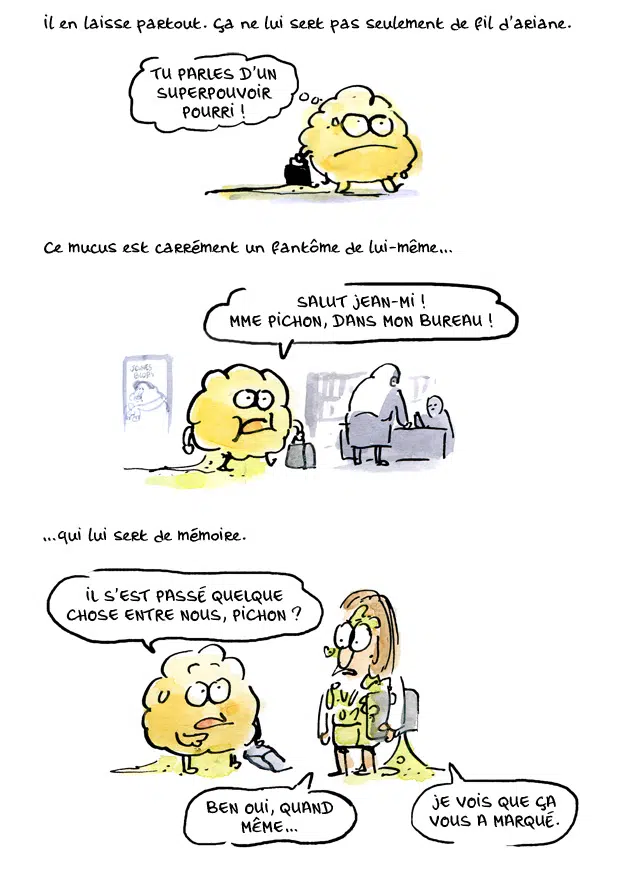 il en laisse partout. Ça ne lui sert pas seulement de fil d'ariane.
TU PARLES D'UN
SUPERPOUVOIR
POURRI !
Ce mucus est carrément un fantôme de lui-même...
SALUT JEAN-MI !
MME PICHON, DANS MON BUREAU !
...qui lui sert de mémoire.
IL S'EST PASSÉ QUELQUE
CHOSE ENTRE NOUS, PICHON ?
BEN OUI, QUAND
MÊME...
JE VOIS QUE ÇA
VOUS A MARQUÉ.